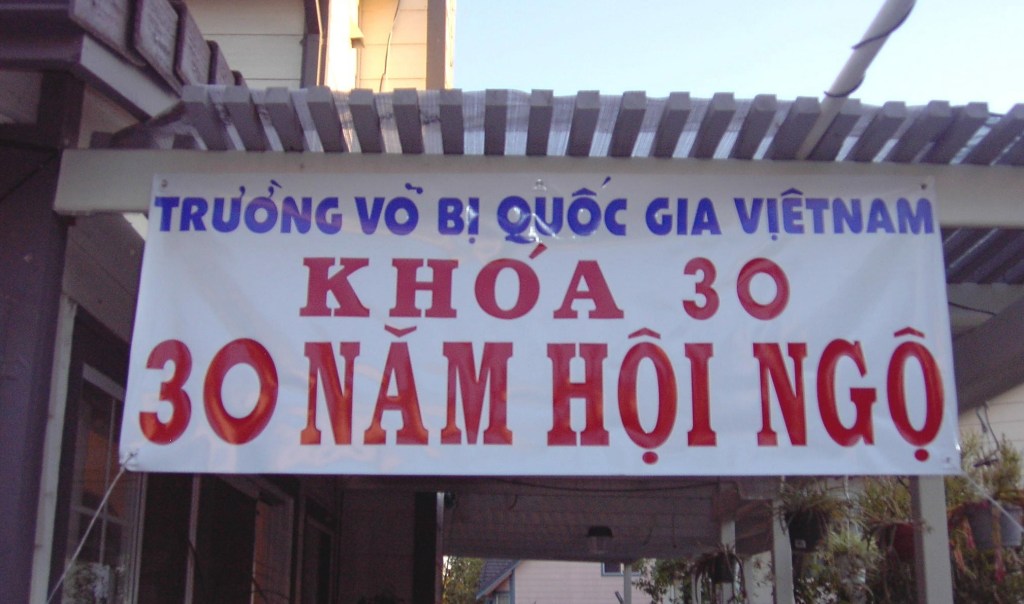 TRƯỜNG VÕ BỊ QUỐC GIA VIỆTNAM
KHÓA 30
30 NĂM HỘI NGỘ